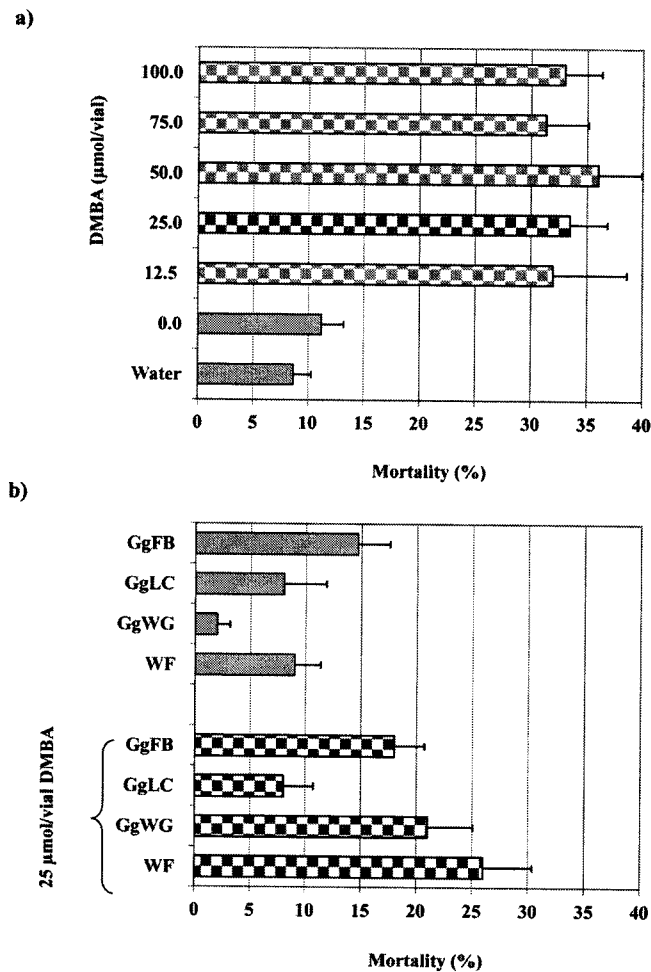 a)
DMBA (µmol/vial)
100.0
75.0
50.0
25.0
12.5
0.0
Water
0 5 10 15 20 25 30 35 40
Mortality (%)
b)
GgFB
GgLC
GgWG
WF
25 µmol/vial DMBA
GgFB
GgLC
GgWG
WF
0 5 10 15 20 25 30 35 40
Mortality (%)